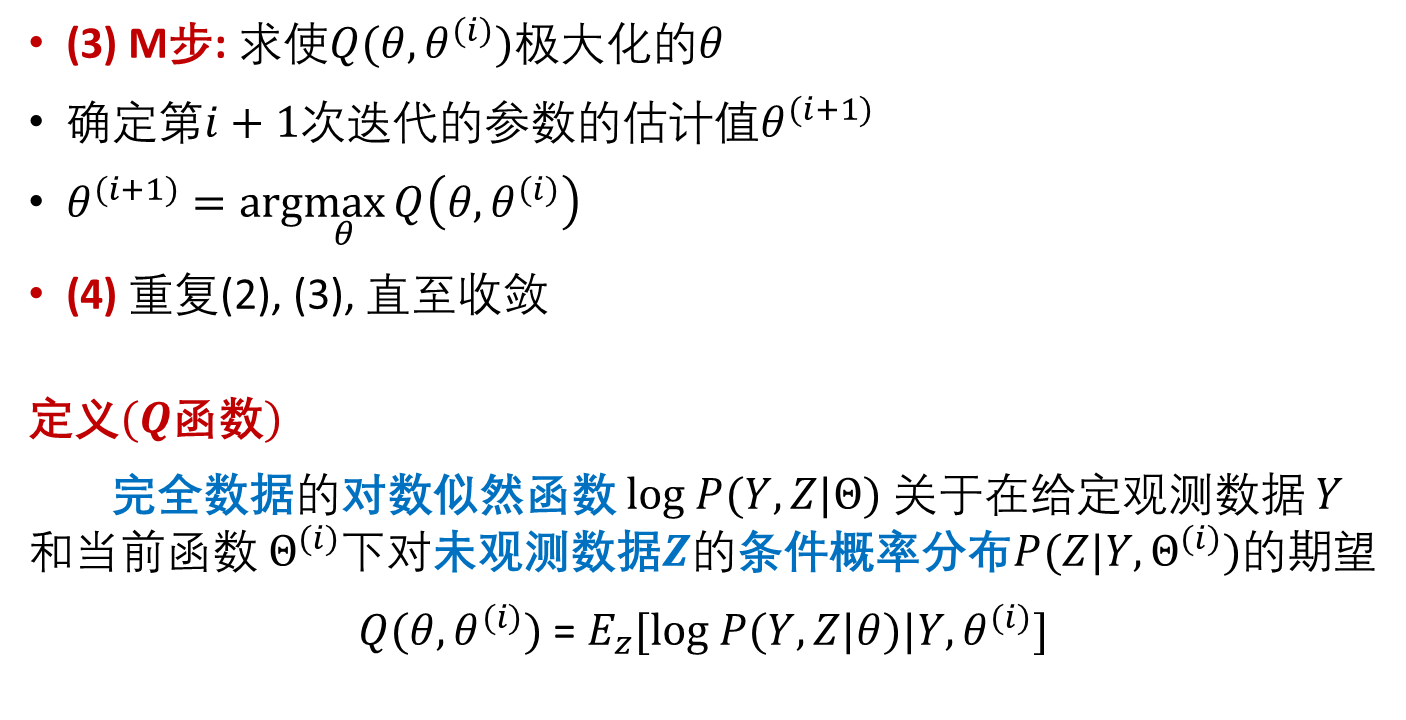 • (3) M步: 求使Q(θ, θ^(i))极大化的θ
• 确定第i + 1次迭代的参数的估计值θ^(i+1)
• θ^(i+1) = argmax_θ Q(θ, θ^(i))
• (4) 重复(2), (3), 直至收敛
定义(Q函数)
完全数据的对数似然函数 log P(Y, Z|Θ) 关于在给定观测数据 Y
和当前函数 Θ^(i)下对未观测数据Z的条件概率分布P(Z|Y, Θ^(i))的期望
Q(θ, θ^(i)) = E_z[log P(Y, Z|θ)|Y, θ^(i)]